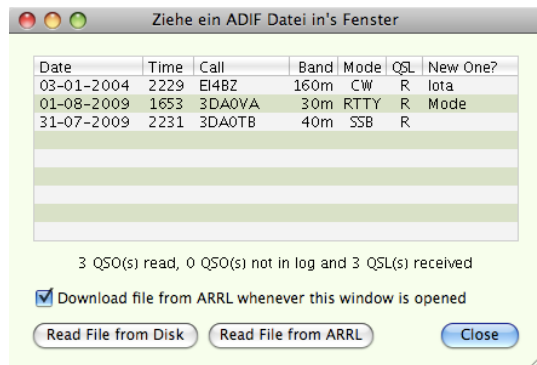 Ziehe ein ADIF Datei in's Fenster
Date Time Call Band Mode QSL New One?
03-01-2004 2229 EI4BZ 160m CW R Iota
01-08-2009 1653 3DA0VA 30m RTTY R Mode
31-07-2009 2231 3DA0TB 40m SSB R
3 QSO(s) read, 0 QSO(s) not in log and 3 QSL(s) received
Download file from ARRL whenever this window is opened
Read File from Disk Read File from ARRL Close